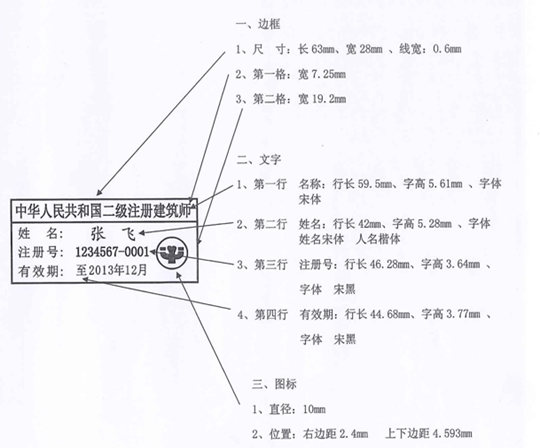 一、边框
1、尺 寸：长 63mm、宽 28mm 、线宽：0.6mm
2、第一格：宽 7.25mm
3、第二格：宽 19.2mm
二、文字
1、第一行 名称：行长 59.5mm、字高 5.61mm 、字体
宋体
2、第二行 姓名：行长 42mm、字高 5.28mm 、字体
姓名宋体 人名楷体
3、第三行 注册号：行长 46.28mm、字高 3.64mm 、
字体 宋黑
4、第四行 有效期：行长 44.68mm、字高 3.77mm 、
字体 宋黑
三、图标
1、直径：10mm
2、位置：右边距 2.4mm 上下边距 4.593mm
中华人民共和国二级注册建筑师
姓 名： 张 飞
注册号：1234567-0001
有效期：至2013年12月